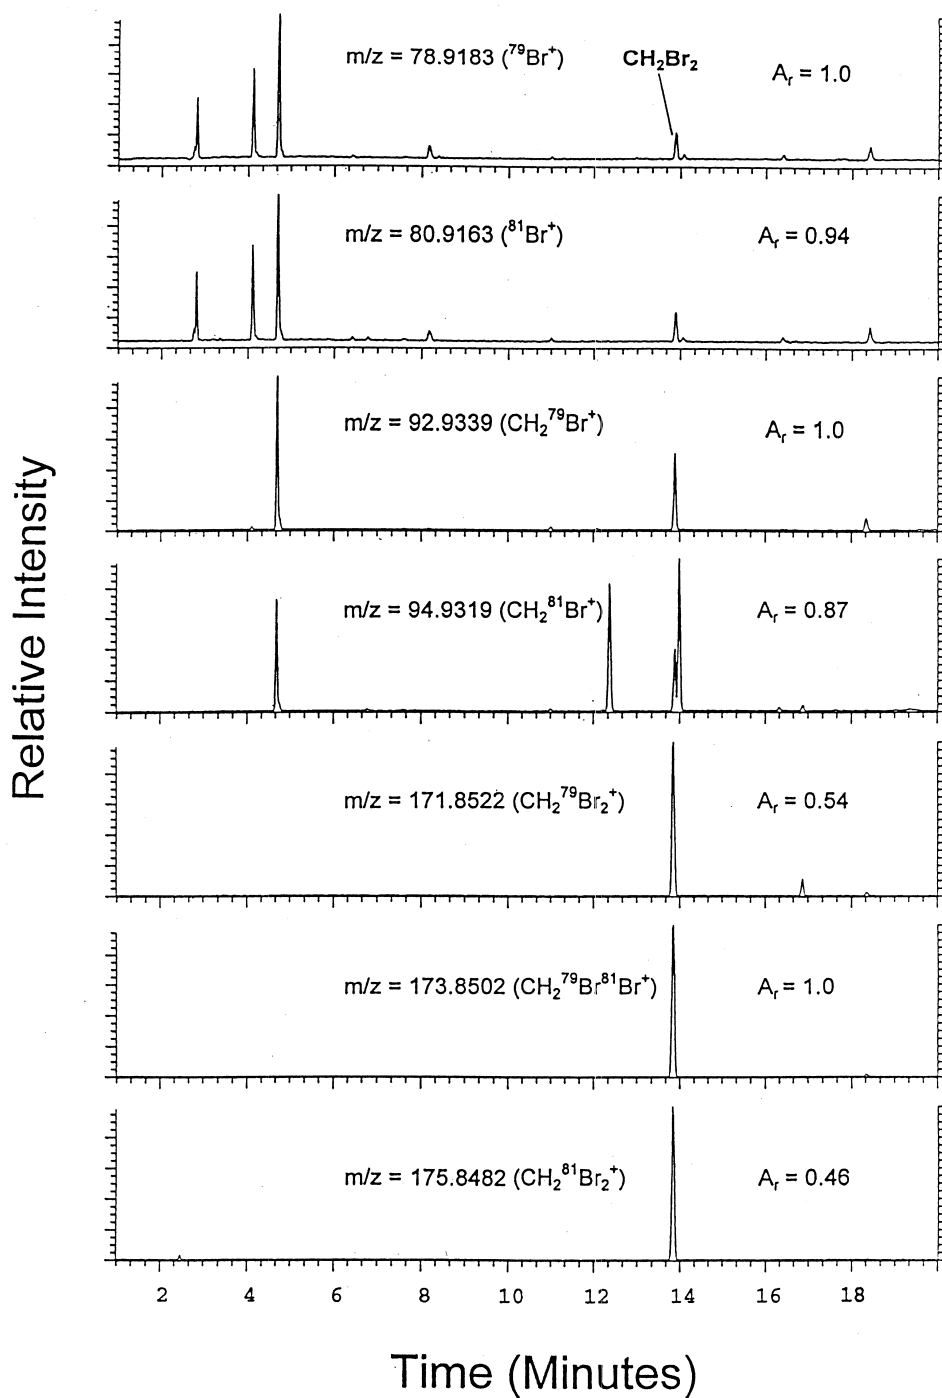 m/z = 78.9183 (⁷⁹Br⁺) CH₂Br₂ Aᵣ = 1.0
m/z = 80.9163 (⁸¹Br⁺) Aᵣ = 0.94
m/z = 92.9339 (CH₂⁷⁹Br⁺) Aᵣ = 1.0
m/z = 94.9319 (CH₂⁸¹Br⁺) Aᵣ = 0.87
m/z = 171.8522 (CH₂⁷⁹Br₂⁺) Aᵣ = 0.54
m/z = 173.8502 (CH₂⁷⁹Br⁸¹Br⁺) Aᵣ = 1.0
m/z = 175.8482 (CH₂⁸¹Br₂⁺) Aᵣ = 0.46
Relative Intensity
2 4 6 8 10 12 14 16 18
Time (Minutes)